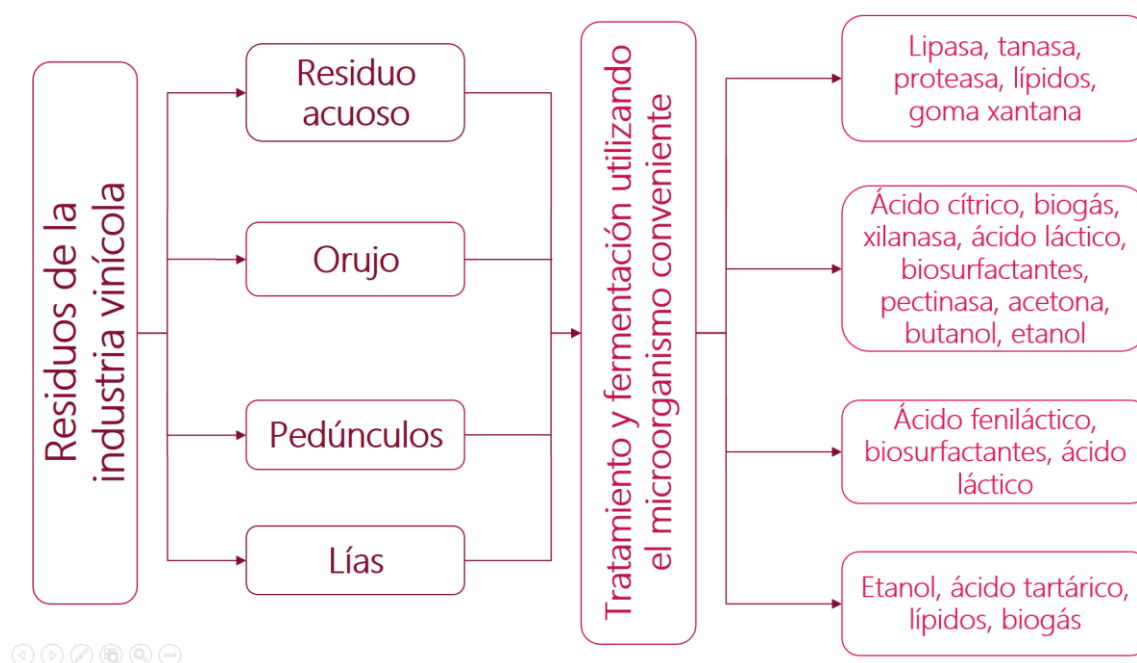 Residuos de la
industria vinícola
Residuo
acuoso
Orujo
Pedúnculos
Lías
Tratamiento y fermentación utilizando
el microorganismo conveniente
Lipasa, tanasa,
proteasa, lípidos,
goma xantana
Ácido cítrico, biogás,
xilanasa, ácido láctico,
biosurfactantes,
pectinasa, acetona,
butanol, etanol
Ácido feniláctico,
biosurfactantes, ácido
láctico
Etanol, ácido tartárico,
lípidos, biogás